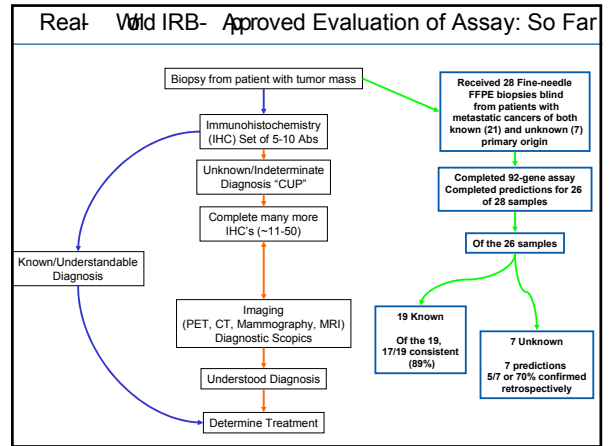 Real- World IRB- Approved Evaluation of Assay: So Far
Biopsy from patient with tumor mass
Immunohistochemistry
(IHC) Set of 5-10 Abs
Unknown/Indeterminate
Diagnosis "CUP"
Complete many more
IHC's (~11-50)
Known/Understandable
Diagnosis
Imaging
(PET, CT, Mammography, MRI)
Diagnostic Scopics
Understood Diagnosis
Determine Treatment
Received 28 Fine-needle
FFPE biopsies blind
from patients with
metastatic cancers of both
known (21) and unknown (7)
primary origin
Completed 92-gene assay
Completed predictions for 26
of 28 samples
Of the 26 samples
19 Known
Of the 19,
17/19 consistent
(89%)
7 Unknown
7 predictions
5/7 or 70% confirmed
retrospectively